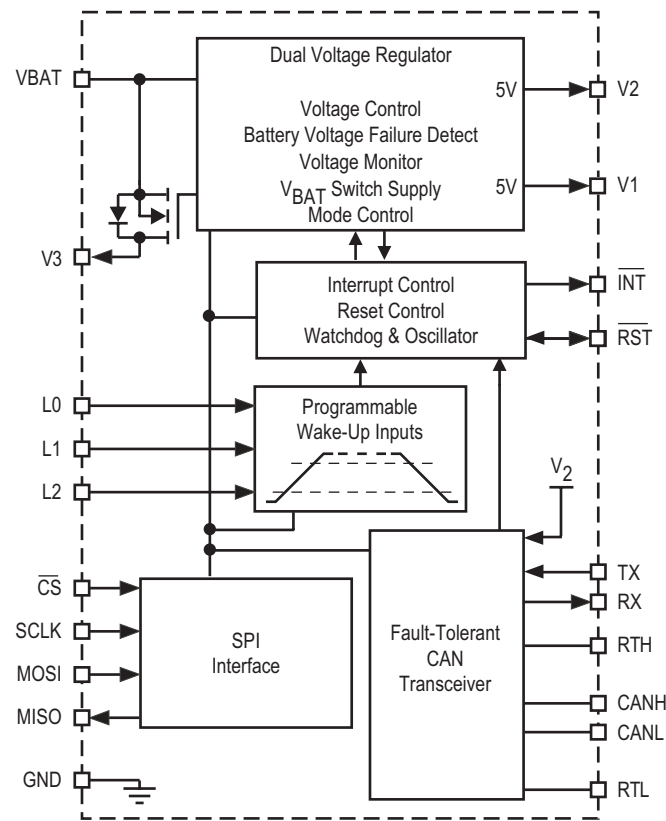 VBAT
Dual Voltage Regulator
Voltage Control
Battery Voltage Failure Detect
Voltage Monitor
VBAT Switch Supply
Mode Control
5V
V2
5V
V1
V3
Interrupt Control
Reset Control
Watchdog & Oscillator
INT
RST
L0
L1
L2
Programmable
Wake-Up Inputs
V2
CS
SCLK
MOSI
MISO
SPI
Interface
Fault-Tolerant
CAN
Transceiver
TX
RX
RTH
CANH
CANL
RTL
GND